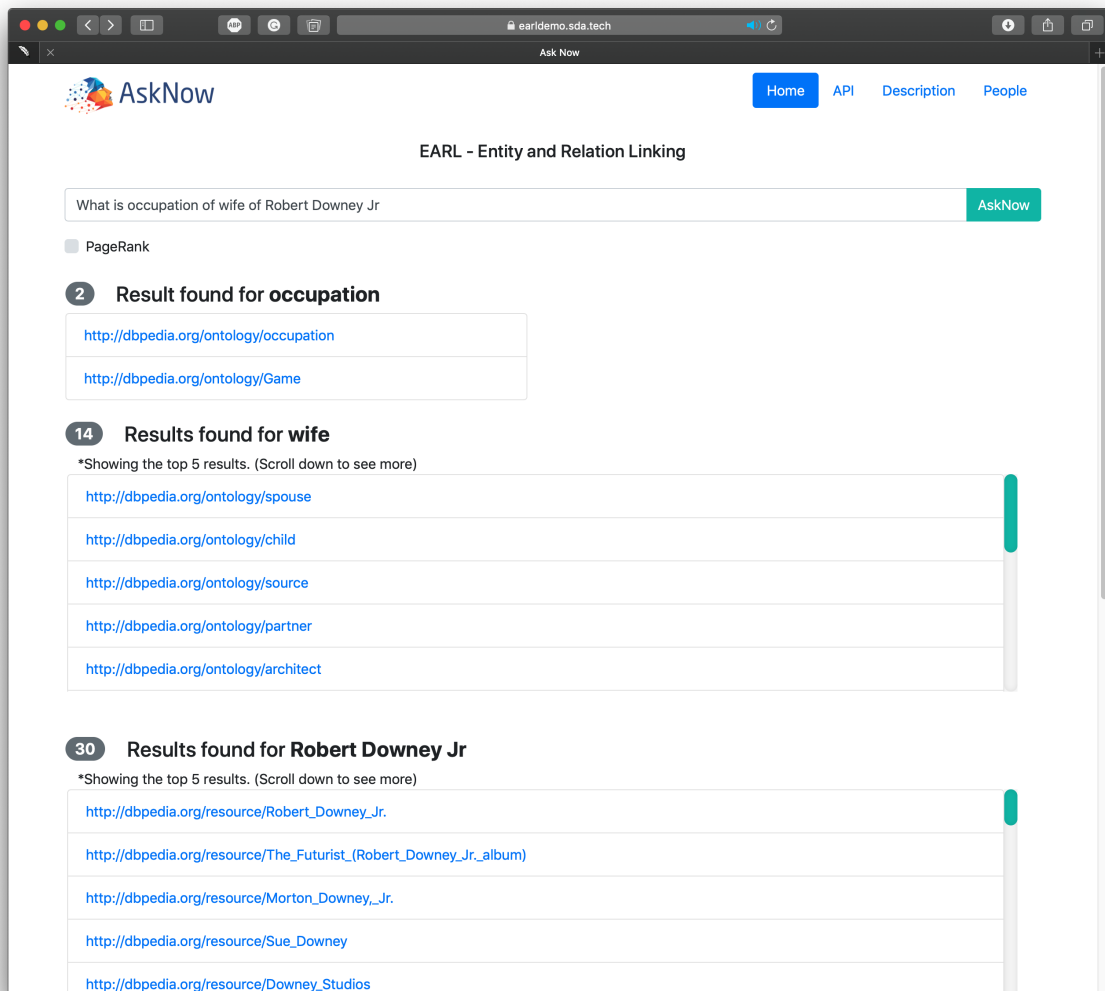 ABP
G
earldemo.sda.tech
Ask Now
AskNow
Home API Description People
EARL - Entity and Relation Linking
What is occupation of wife of Robert Downey Jr
AskNow
PageRank
2 Result found for occupation
http://dbpedia.org/ontology/occupation
http://dbpedia.org/ontology/Game
14 Results found for wife
*Showing the top 5 results. (Scroll down to see more)
http://dbpedia.org/ontology/spouse
http://dbpedia.org/ontology/child
http://dbpedia.org/ontology/source
http://dbpedia.org/ontology/partner
http://dbpedia.org/ontology/architect
30 Results found for Robert Downey Jr
*Showing the top 5 results. (Scroll down to see more)
http://dbpedia.org/resource/Robert_Downey_Jr.
http://dbpedia.org/resource/The_Futurist_(Robert_Downey_Jr._album)
http://dbpedia.org/resource/Morton_Downey,_Jr.
http://dbpedia.org/resource/Sue_Downey
http://dbpedia.org/resource/Downey_Studios